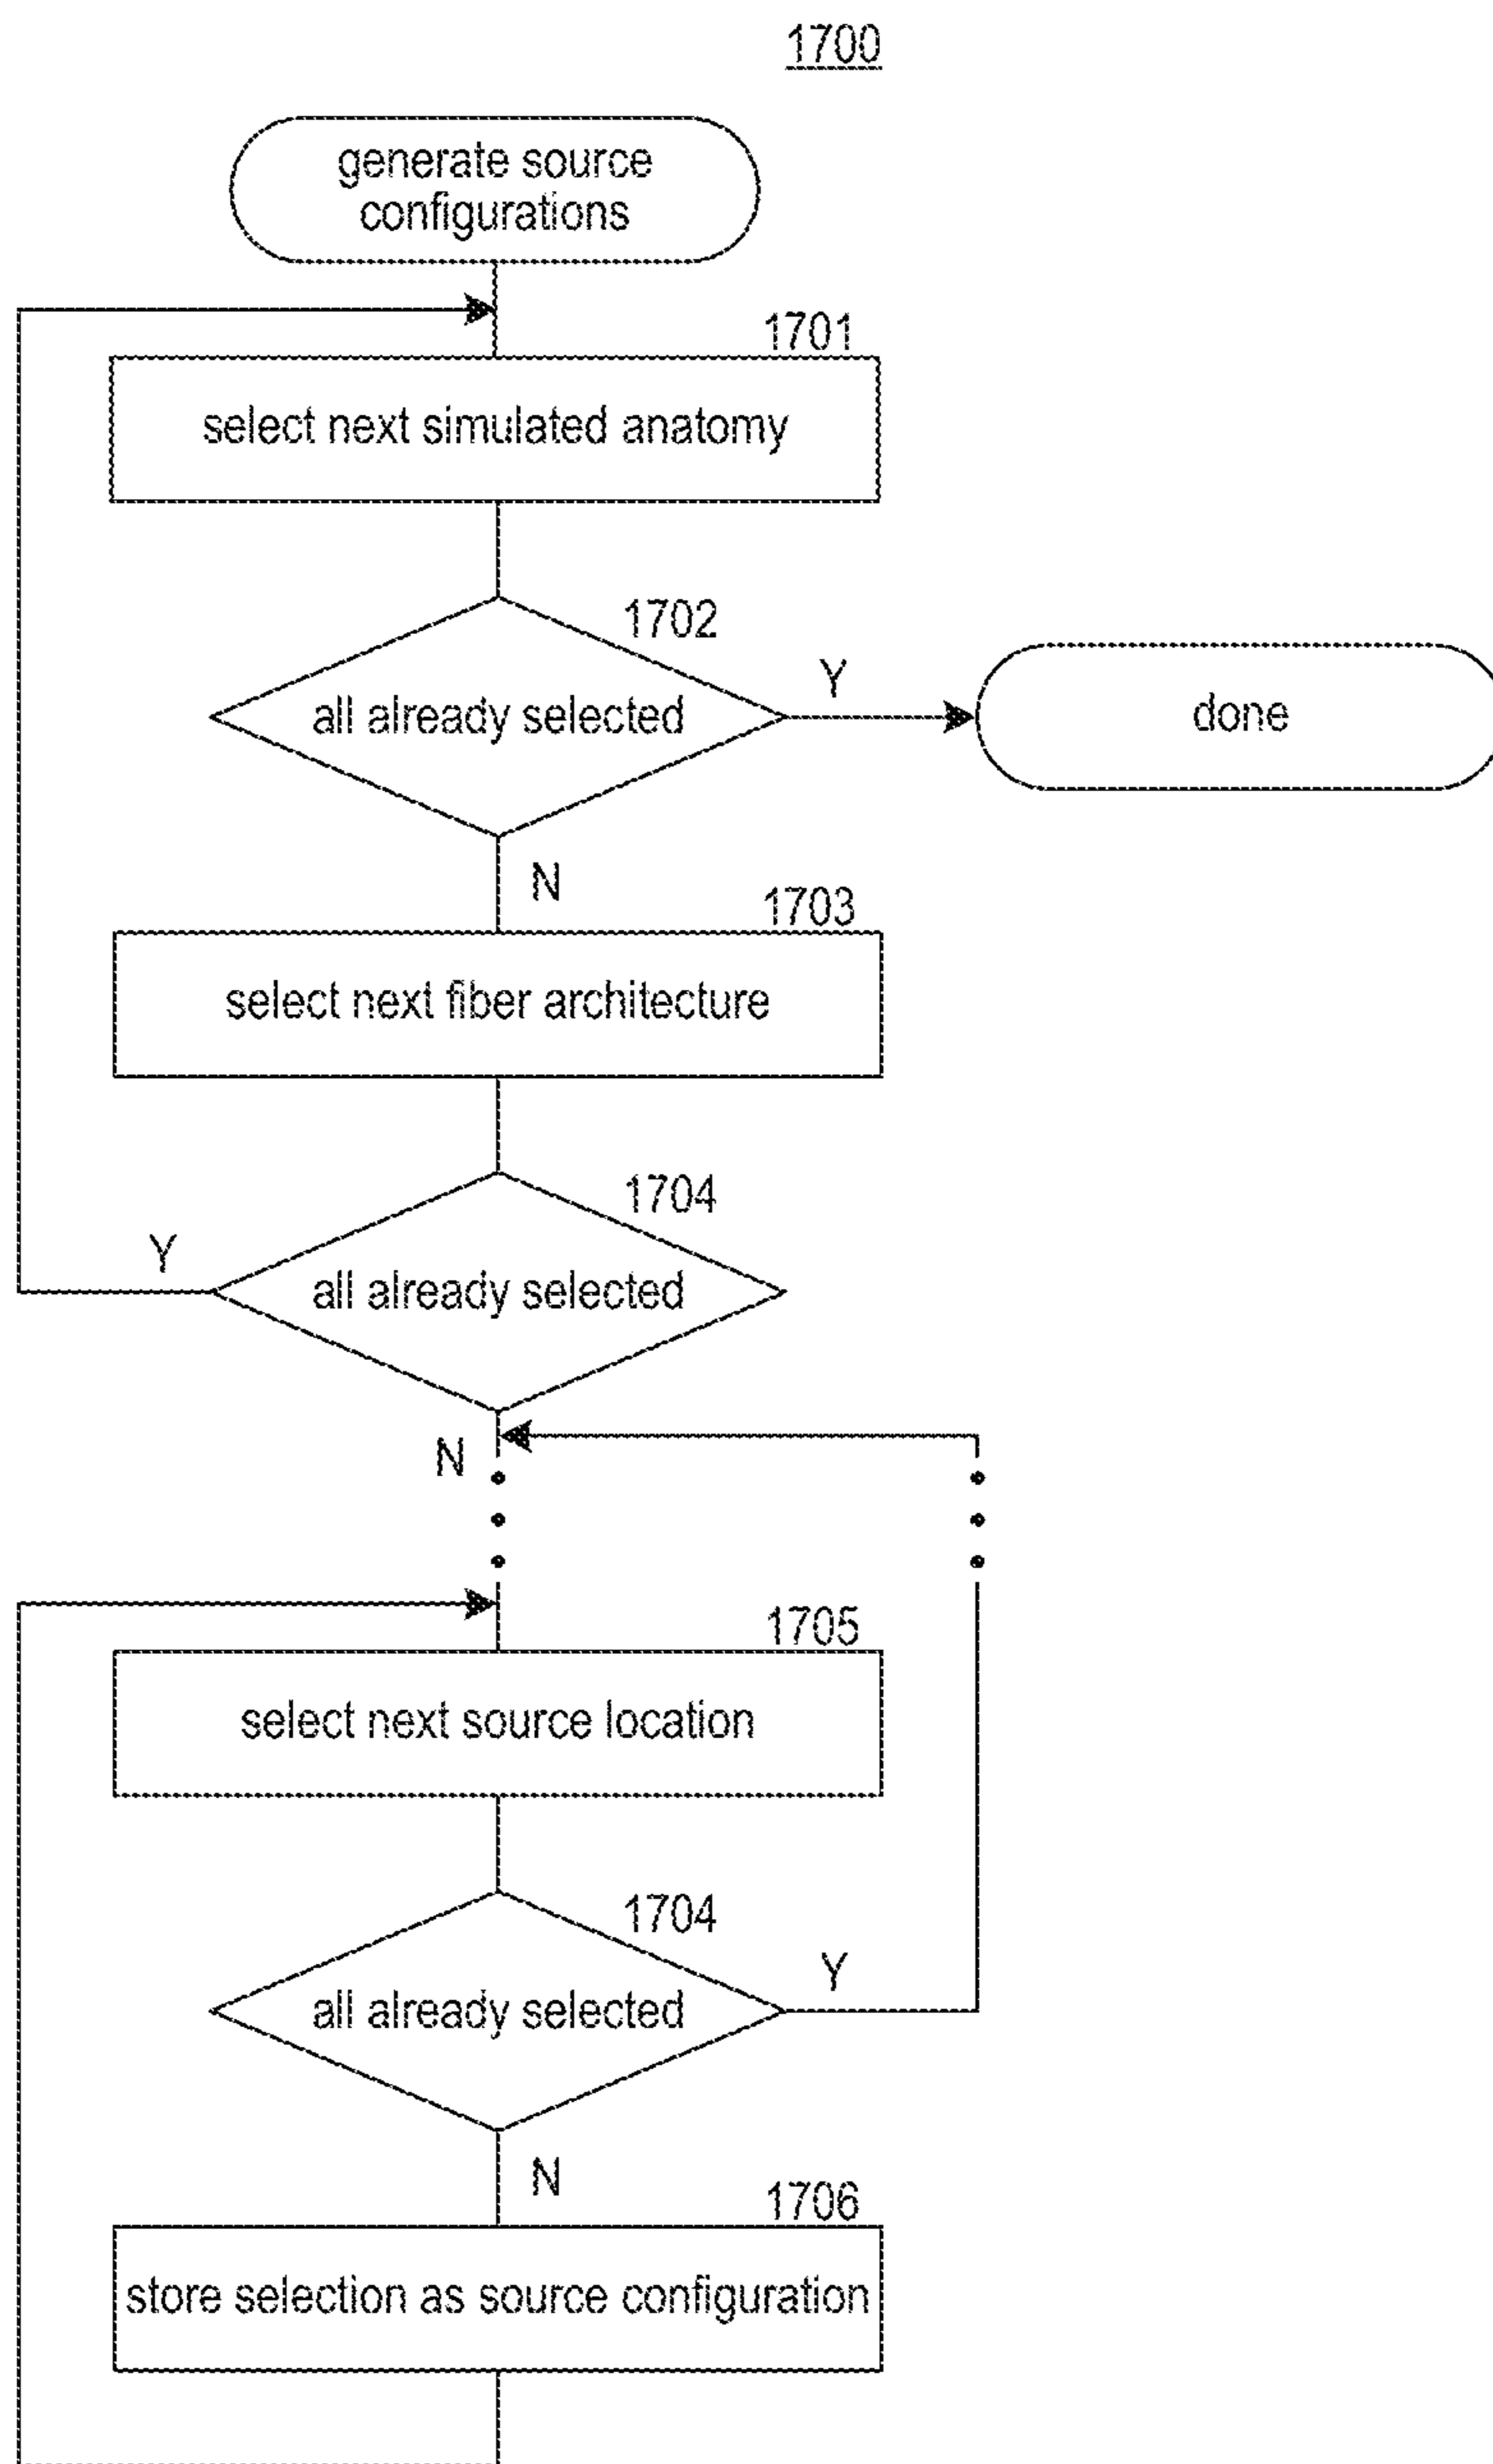 1700
generate source
configurations
1701
select next simulated anatomy
1702
all already selected
Y
done
N
1703
select next fiber architecture
1704
Y
all already selected
N
1705
select next source location
1704
all already selected
Y
N
1706
store selection as source configuration